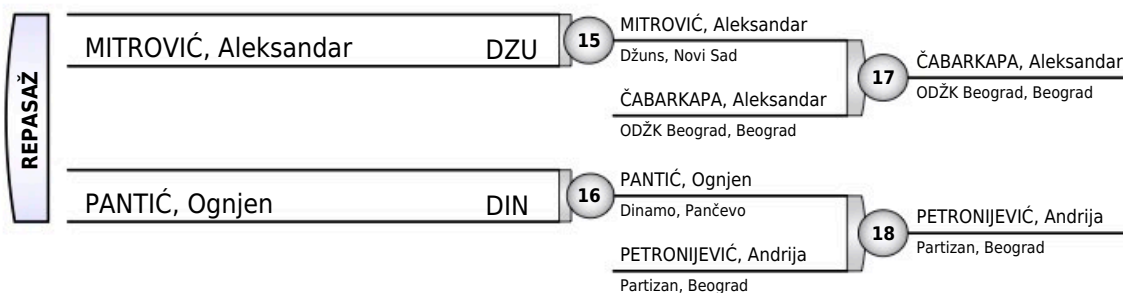 REPASAŽ
MITROVIĆ, Aleksandar DZU
15
MITROVIĆ, Aleksandar
Džuns, Novi Sad
ČABARKAPA, Aleksandar
ODŽK Beograd, Beograd
17
ČABARKAPA, Aleksandar
ODŽK Beograd, Beograd
PANTIĆ, Ognjen DIN
16
PANTIĆ, Ognjen
Dinamo, Pančevo
PETRONIJEVIĆ, Andrija
Partizan, Beograd
18
PETRONIJEVIĆ, Andrija
Partizan, Beograd